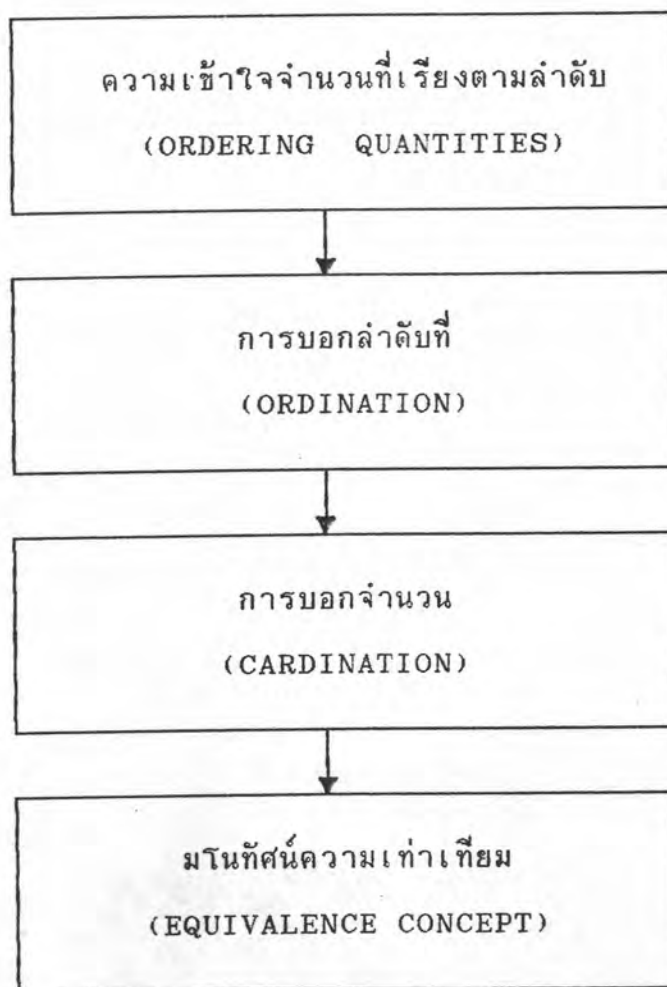 ความเข้าใจจำนวนที่เรียงตามลำดับ
(ORDERING QUANTITIES)
การบอกลำดับที่
(ORDINATION)
การบอกจำนวน
(CARDINATION)
มโนทัศน์ความเท่าเทียม
(EQUIVALENCE CONCEPT)